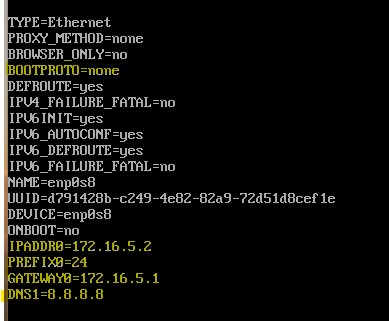 TYPE=Ethernet
PROXY_METHOD=none
BROWSER_ONLY=no
BOOTPROTO=none
DEFROUTE=yes
IPV4_FAILURE_FATAL=no
IPV6INIT=yes
IPV6_AUTOCONF=yes
IPV6_DEFROUTE=yes
IPV6_FAILURE_FATAL=no
NAME=enp0s8
UUID=d791428b-c249-4e82-82a9-72d51d8cef1e
DEVICE=enp0s8
ONBOOT=no
IPADDR0=172.16.5.2
PREFIX0=24
GATEWAY0=172.16.5.1
DNS1=8.8.8.8